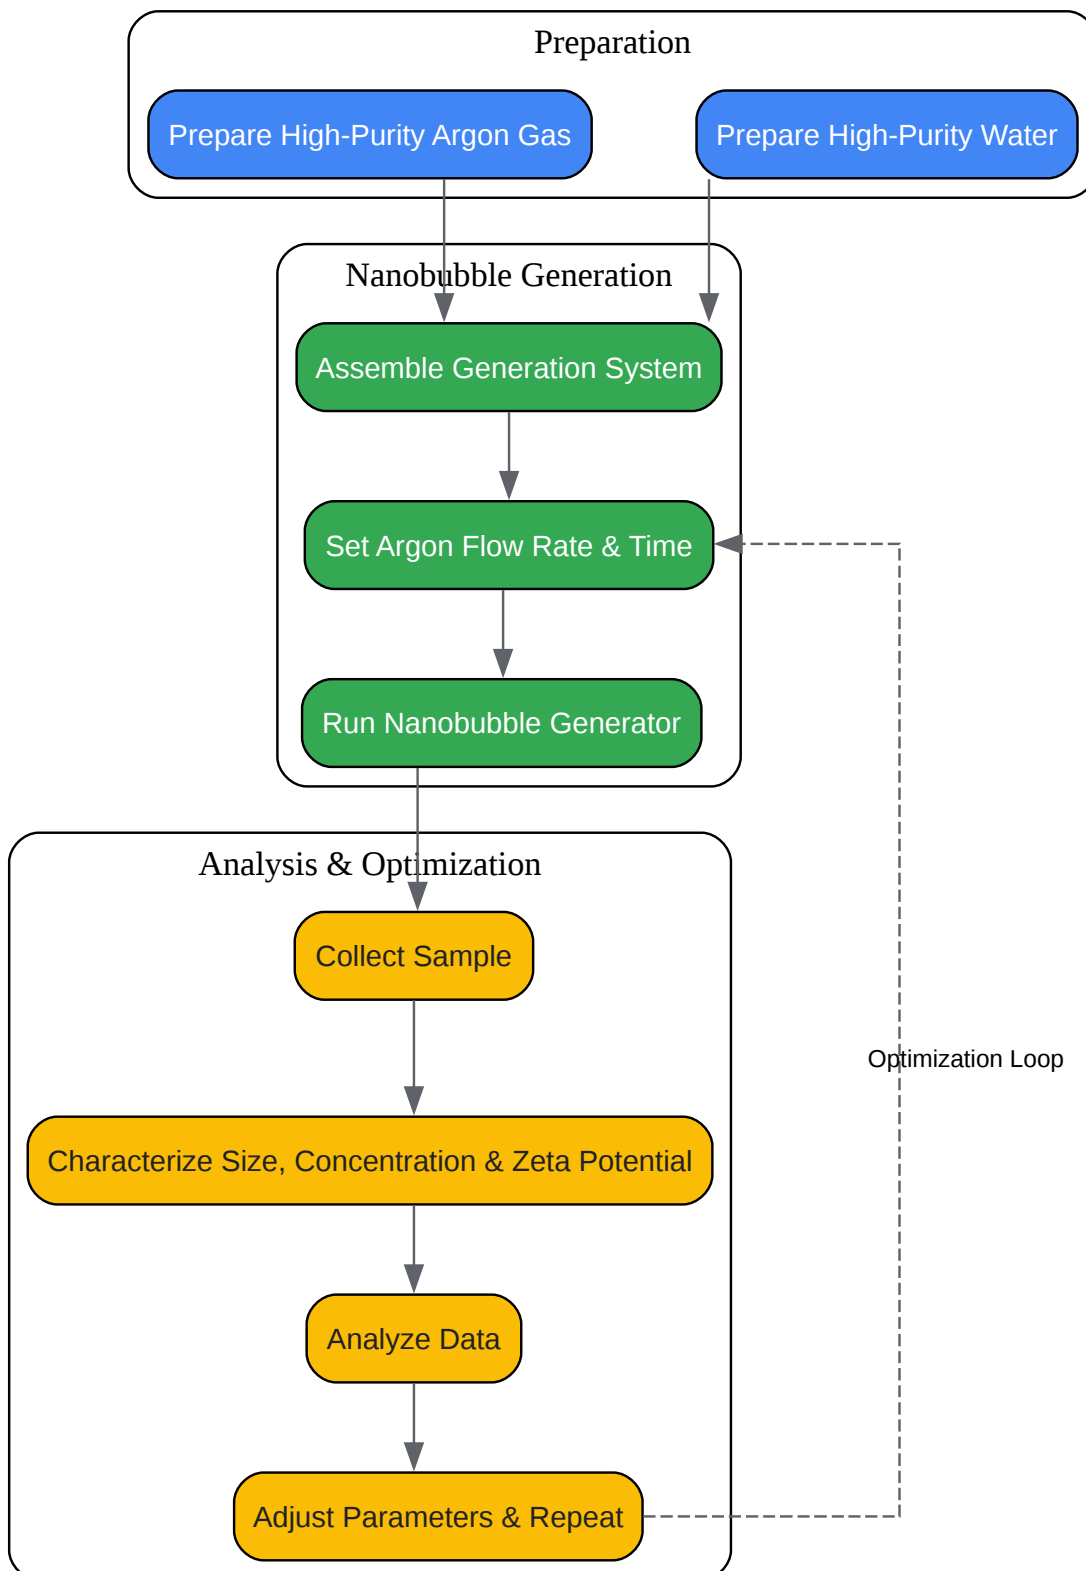 Preparation
Prepare High-Purity Argon Gas
Prepare High-Purity Water
Nanobubble Generation
Assemble Generation System
Set Argon Flow Rate & Time
Run Nanobubble Generator
Analysis & Optimization
Collect Sample
Optimization Loop
Characterize Size, Concentration & Zeta Potential
Analyze Data
Adjust Parameters & Repeat